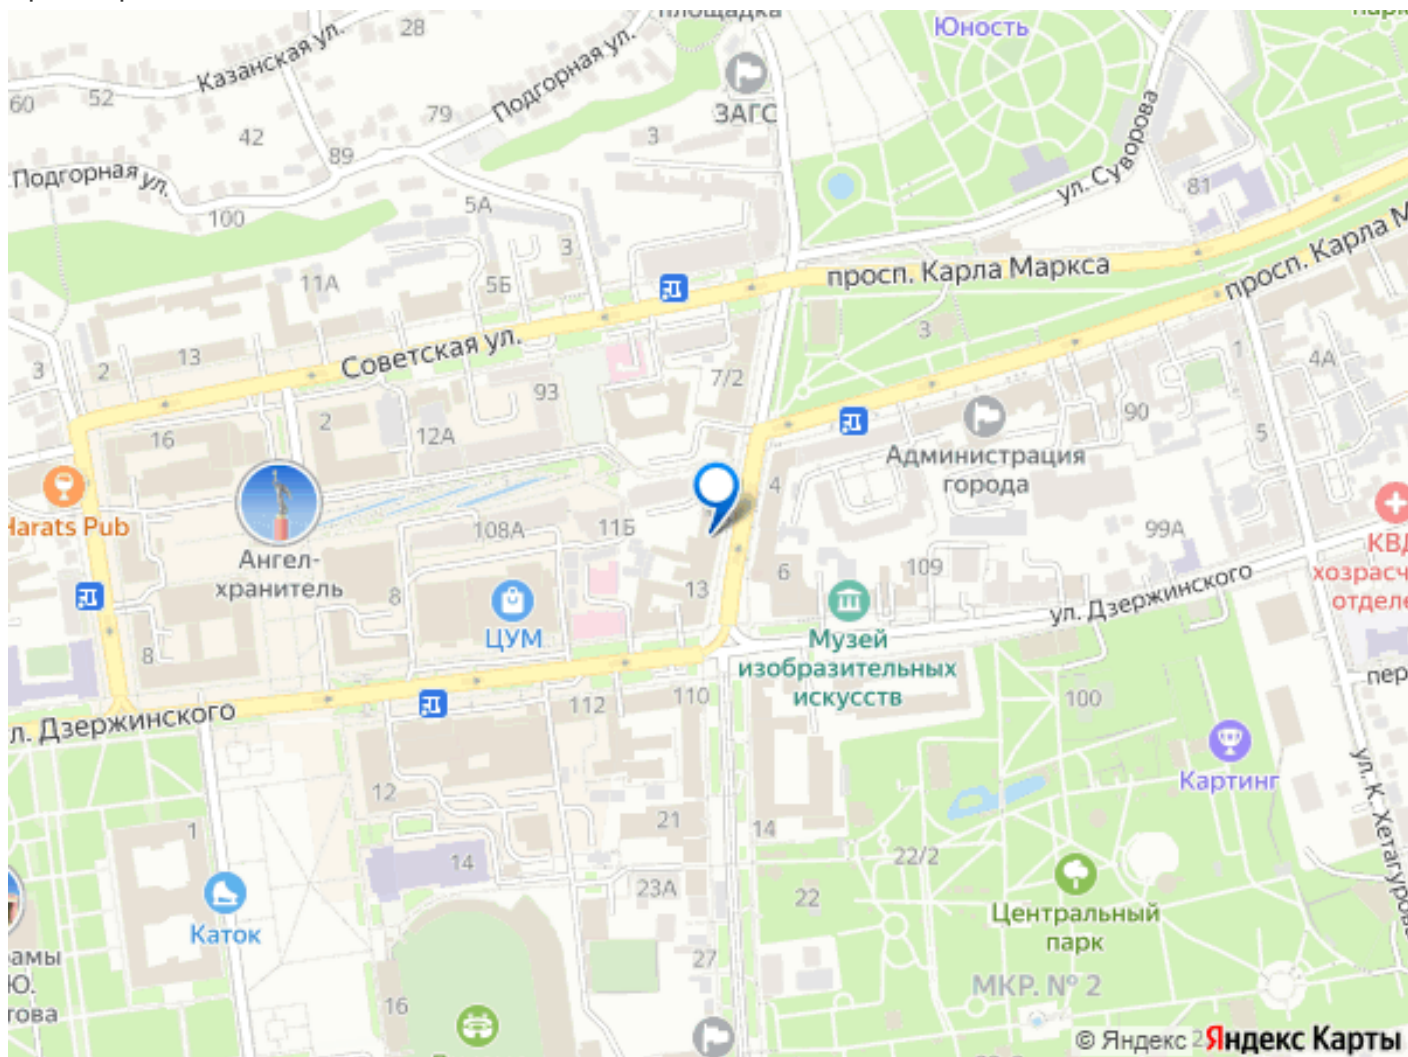 площадка
28
Юность
Казанская ул.
Подгорная ул.
60
52
79
ЗАГС
42
3
89
ул. Суворова
Подгорная ул.
81
100
5А
3
11А
5Б
просп. Карла Маркса
просп. Карла М
Советская ул.
3
13
3
2
7/2
1
4А
93
2
90
16
12А
5
Администрация
города
4
Harats Pub
108А
11Б
99А
КВД
Ангел-
хранитель
хозрасч
отделе
109
6
8
13
ул. Дзержинского
ЦУМ
Музей
изобразительных
искусств
8
пер
110
112
100
л. Дзержинского
Картинг
ул. К. Хетагурова
12
1
21
14
14
22/2
23А
22
Центральный
парк
Каток
27
амы
Ю.
МКР. № 2
това
16
© Яндекс
Яндекс Карты